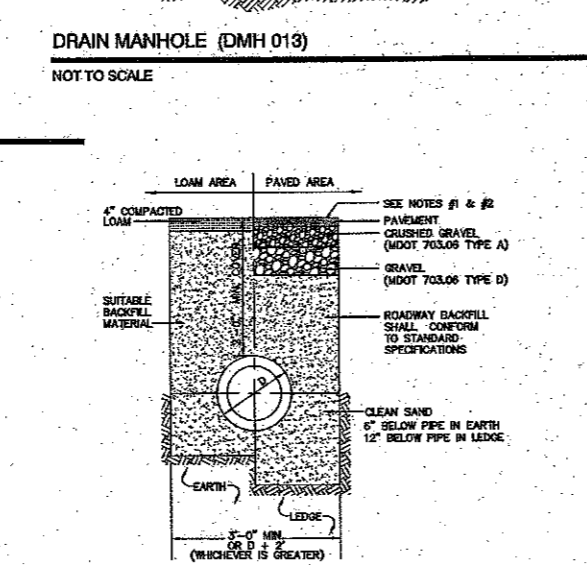 DRAIN MANHOLE (DMH 013)
NOT TO SCALE
LOAM AREA
PAVED AREA
4" COMPACTED
LOAM
SEE NOTES #1 & #2
PAVEMENT
CRUSHED GRAVEL
(MDOT 703.06 TYPE A)
GRAVEL
(MDOT 703.06 TYPE D)
MIN. COVER
SUITABLE
BACKFILL
MATERIAL
ROADWAY BACKFILL
SHALL CONFORM
TO STANDARD
SPECIFICATIONS
D
CLEAN SAND
6" BELOW PIPE IN EARTH
12" BELOW PIPE IN LEDGE
EARTH
LEDGE
3'-0" MIN.
OR D + 2'
(WHICHEVER IS GREATER)